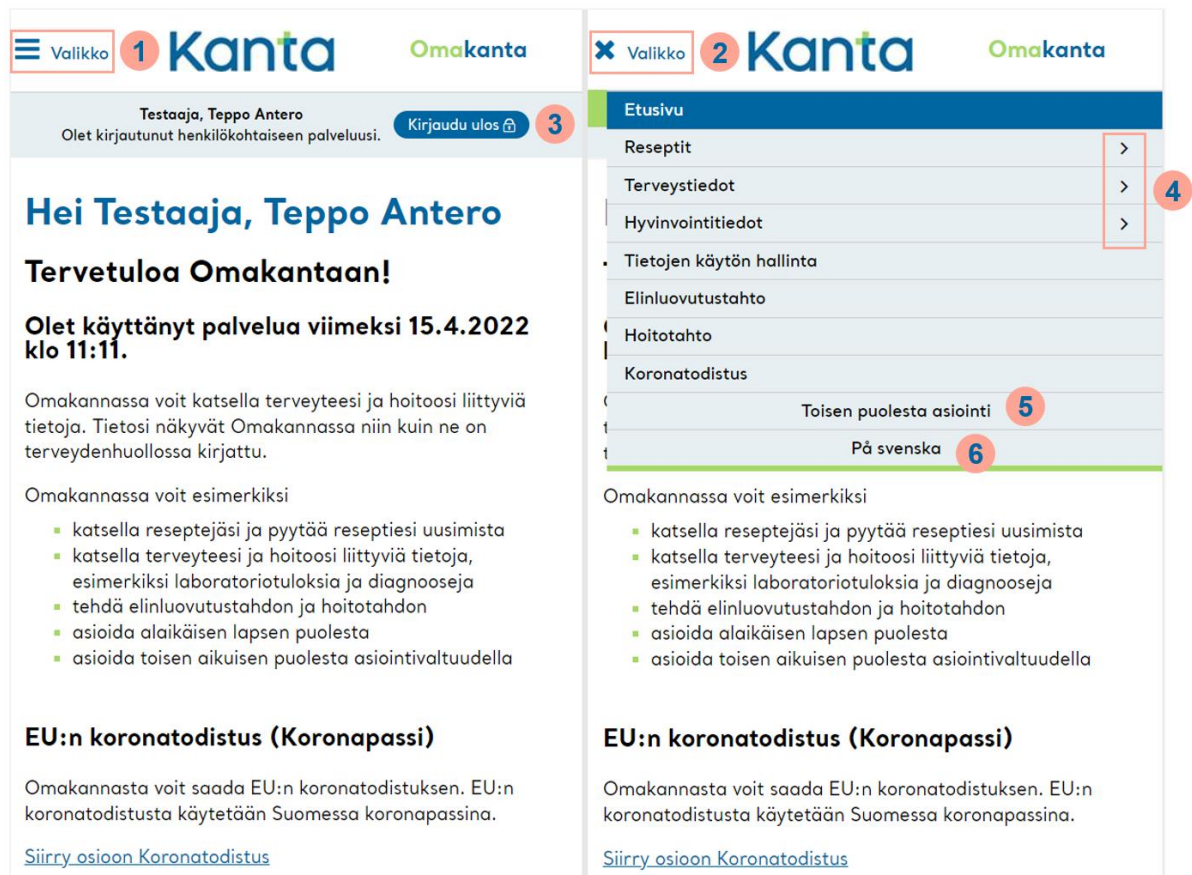 Valikko
1
Kanta
Omakanta
Testaaja, Teppo Antero
Olet kirjautunut henkilökohtaiseen palveluusi.
Kirjaudu ulos
3
Hei Testaaja, Teppo Antero
Tervetuloa Omakantaan!
Olet käyttänyt palvelua viimeksi 15.4.2022
klo 11:11.
Omakannassa voit katsella terveyteesi ja hoitoosi liittyviä
tietoja. Tietosi näkyvät Omakannassa niin kuin ne on
terveydenhuollossa kirjattu.
Omakannassa voit esimerkiksi
katsella reseptejäsi ja pyytää reseptiesi uusimista
katsella terveyteesi ja hoitoosi liittyviä tietoja,
esimerkiksi laboratoriotuloksia ja diagnooseja
tehdä elinluovutustahdon ja hoitotahdon
asioida alaikäisen lapsen puolesta
asioida toisen aikuisen puolesta asiointivaltuudella
EU:n koronatodistus (Koronapassi)
Omakannasta voit saada EU:n koronatodistuksen. EU:n
koronatodistusta käytetään Suomessa koronapassina.
Siirry osioon Koronatodistus
Valikko
2
Kanta
Omakanta
Etusivu
Reseptit
Terveystiedot
4
Hyvinvointitiedot
Tietojen käytön hallinta
Elinluovutustahto
Hoitotahto
Koronatodistus
Toisen puolesta asiointi
5
På svenska
6
Omakannassa voit esimerkiksi
katsella reseptejäsi ja pyytää reseptiesi uusimista
katsella terveyteesi ja hoitoosi liittyviä tietoja,
esimerkiksi laboratoriotuloksia ja diagnooseja
tehdä elinluovutustahdon ja hoitotahdon
asioida alaikäisen lapsen puolesta
asioida toisen aikuisen puolesta asiointivaltuudella
EU:n koronatodistus (Koronapassi)
Omakannasta voit saada EU:n koronatodistuksen. EU:n
koronatodistusta käytetään Suomessa koronapassina.
Siirry osioon Koronatodistus